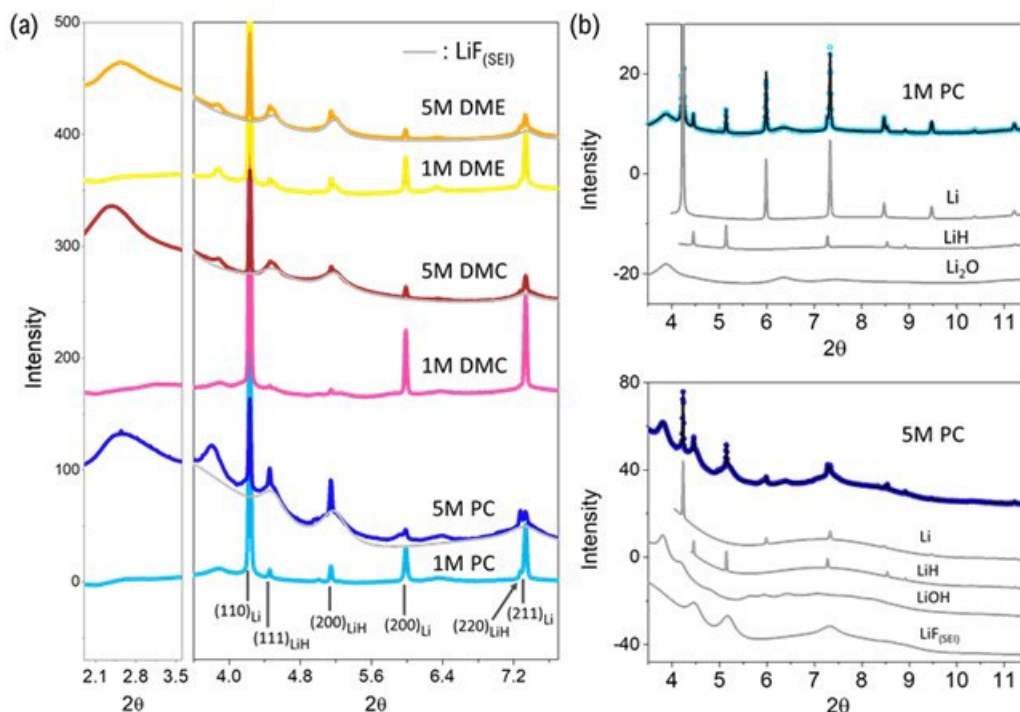 (a)
500
400
300
200
100
0
Intensity
— : LiF(SEI)
5M DME
1M DME
5M DMC
1M DMC
5M PC
1M PC
(110)Li
(111)LiH
(200)LiH
(200)Li
(220)LiH
(211)Li
2.1 2.8 3.5 4.0 4.8 5.6 6.4 7.2
2θ 2θ
(b)
20
0
-20
Intensity
1M PC
Li
LiH
Li₂O
4 5 6 7 8 9 10 11
2θ
80
40
0
-40
Intensity
5M PC
Li
LiH
LiOH
LiF(SEI)
4 5 6 7 8 9 10 11
2θ